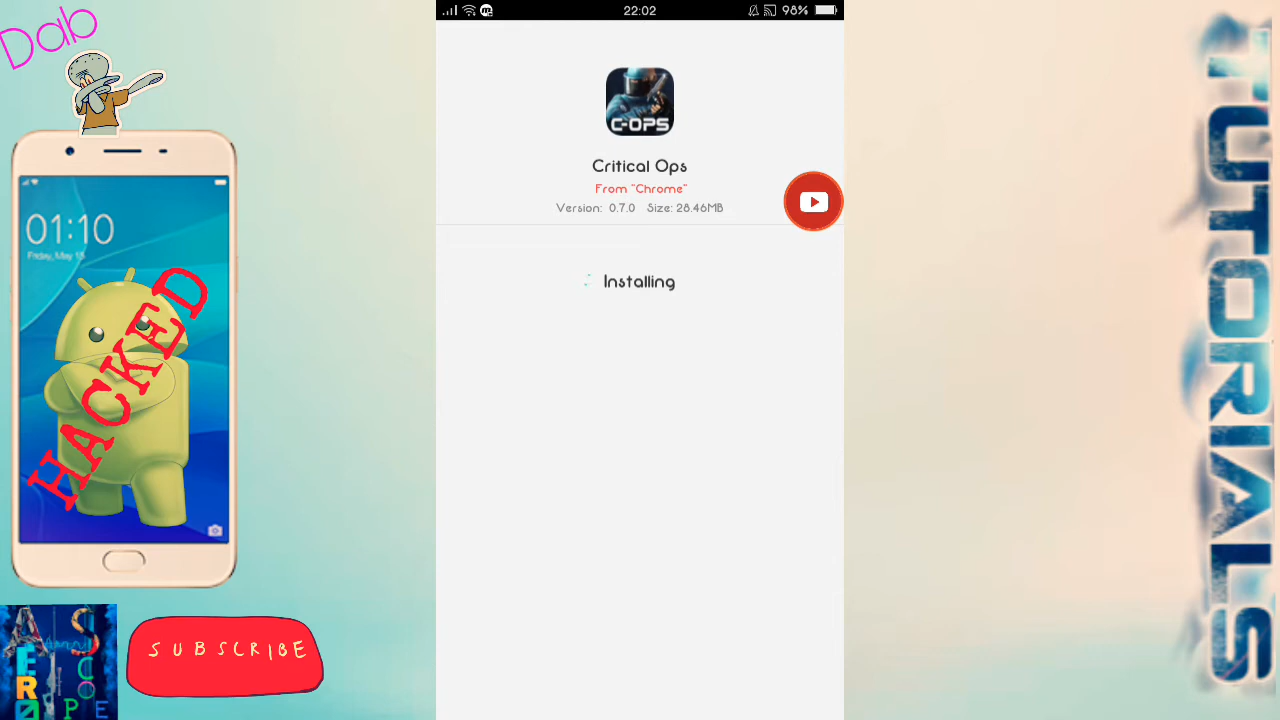 Dab
22:02
98%
C-OPS
Critical Ops
From "Chrome"
Version: 0.7.0 Size: 28.46MB
Installing
01:10
Friday, May 15
HACKED
SUBSCRIBE
TUTORIALS